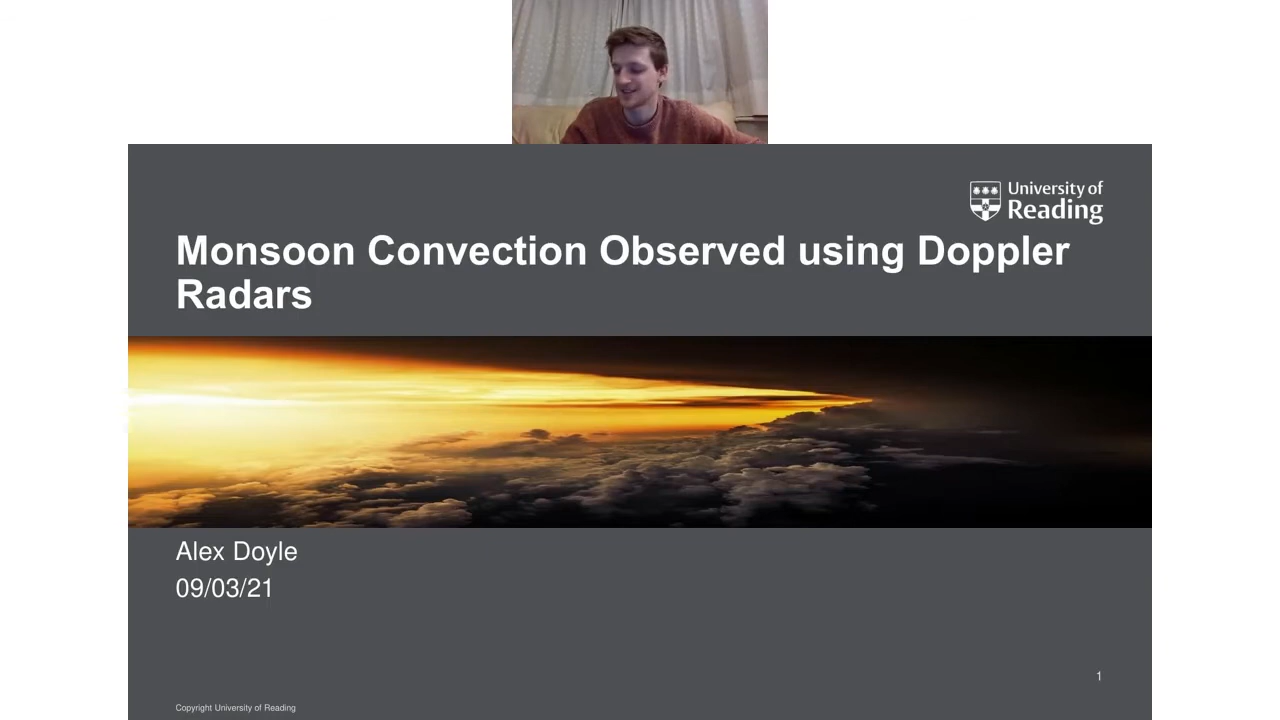 University of
Reading
Monsoon Convection Observed using Doppler
Radars
Alex Doyle
09/03/21
1
Copyright University of Reading